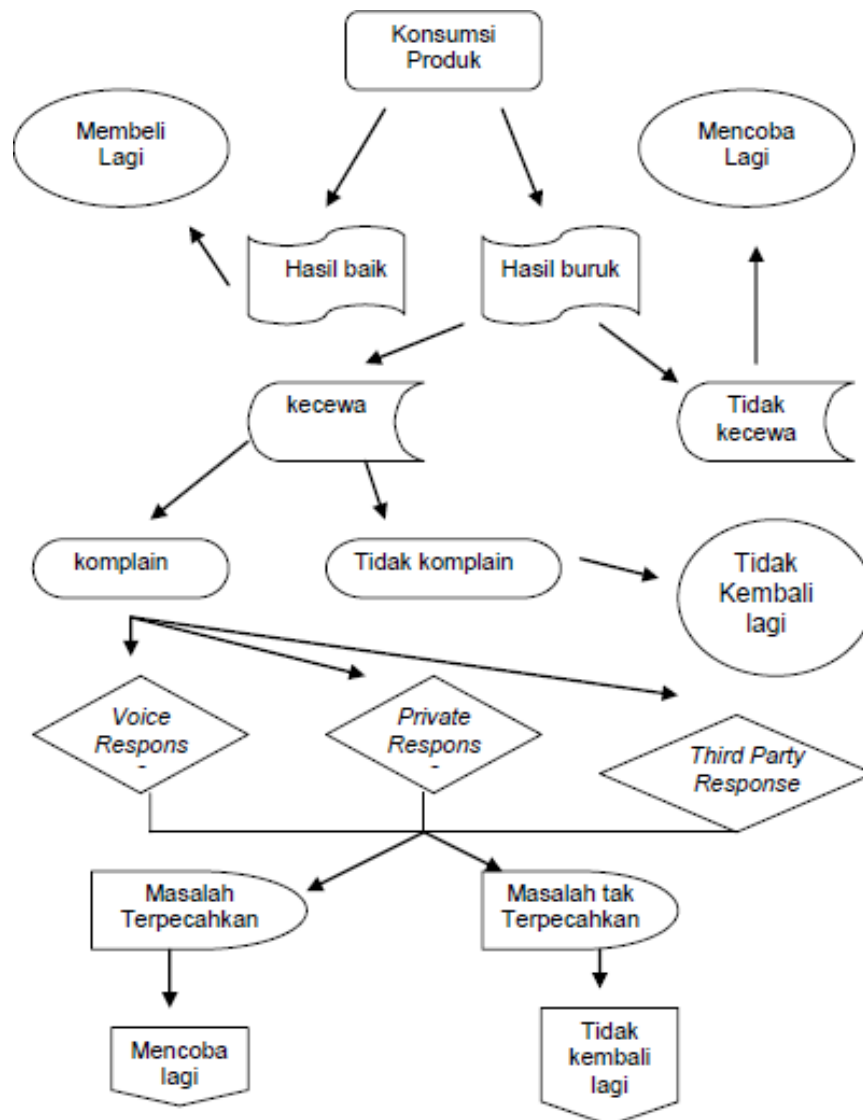 Konsumsi
Produk
Membeli
Lagi
Mencoba
Lagi
Hasil baik
Hasil buruk
kecewa
Tidak
kecewa
komplain
Tidak komplain
Tidak
Kembali
lagi
Voice
Respons
-
Private
Respons
-
Third Party
Response
Masalah
Terpecahkan
Masalah tak
Terpecahkan
Mencoba
lagi
Tidak
kembali
lagi